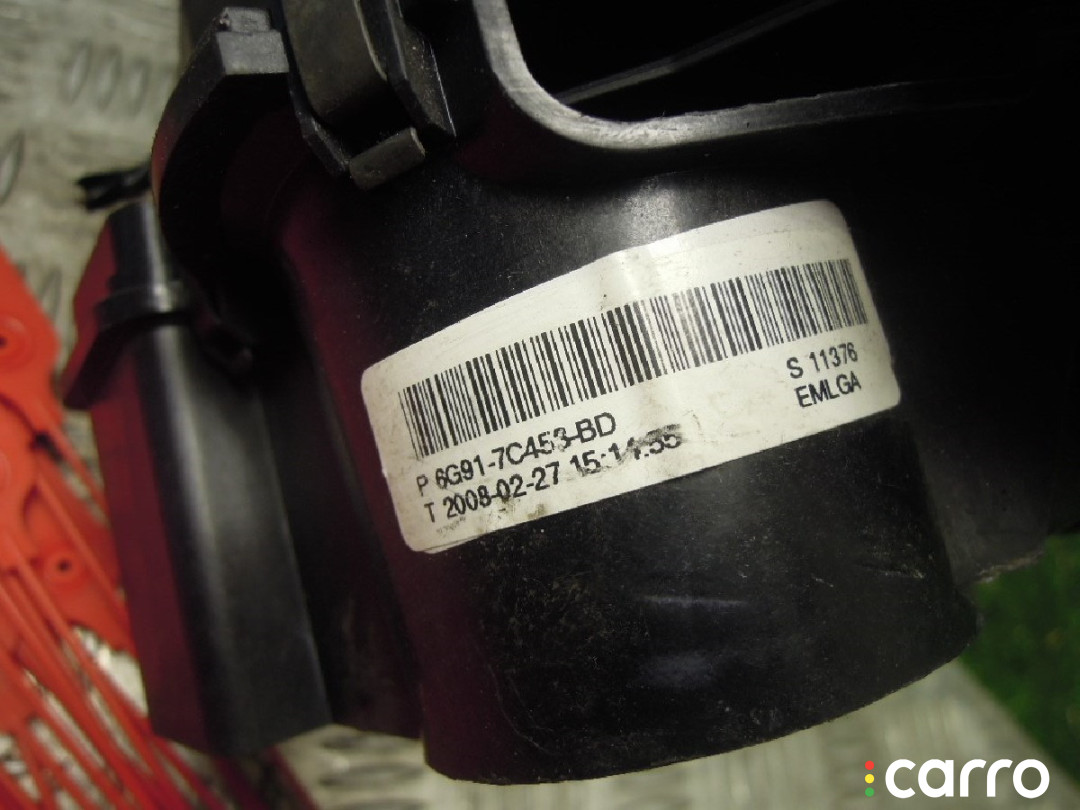 S 11376
EMLGA
P 6G91-7C453-BD
T 2008-02-27 15:14:55
carro